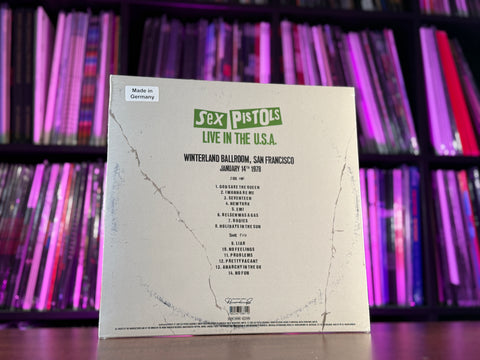 Made in
Germany
SEX PISTOLS
LIVE IN THE U.S.A.
WINTERLAND BALLROOM, SAN FRANCISCO
JANUARY 14TH 1978
SIDE ONE
1. GOD SAVE THE QUEEN
2. I WANNA BE ME
3. SEVENTEEN
4. NEW YORK
5. EMI
6. BELSEN WAS A GAS
7. BODIES
8. HOLIDAYS IN THE SUN
9. LIAR
10. NO FEELINGS
11. PROBLEMS
12. PRETTY VACANT
13. ANARCHY IN THE UK
14. NO FUN